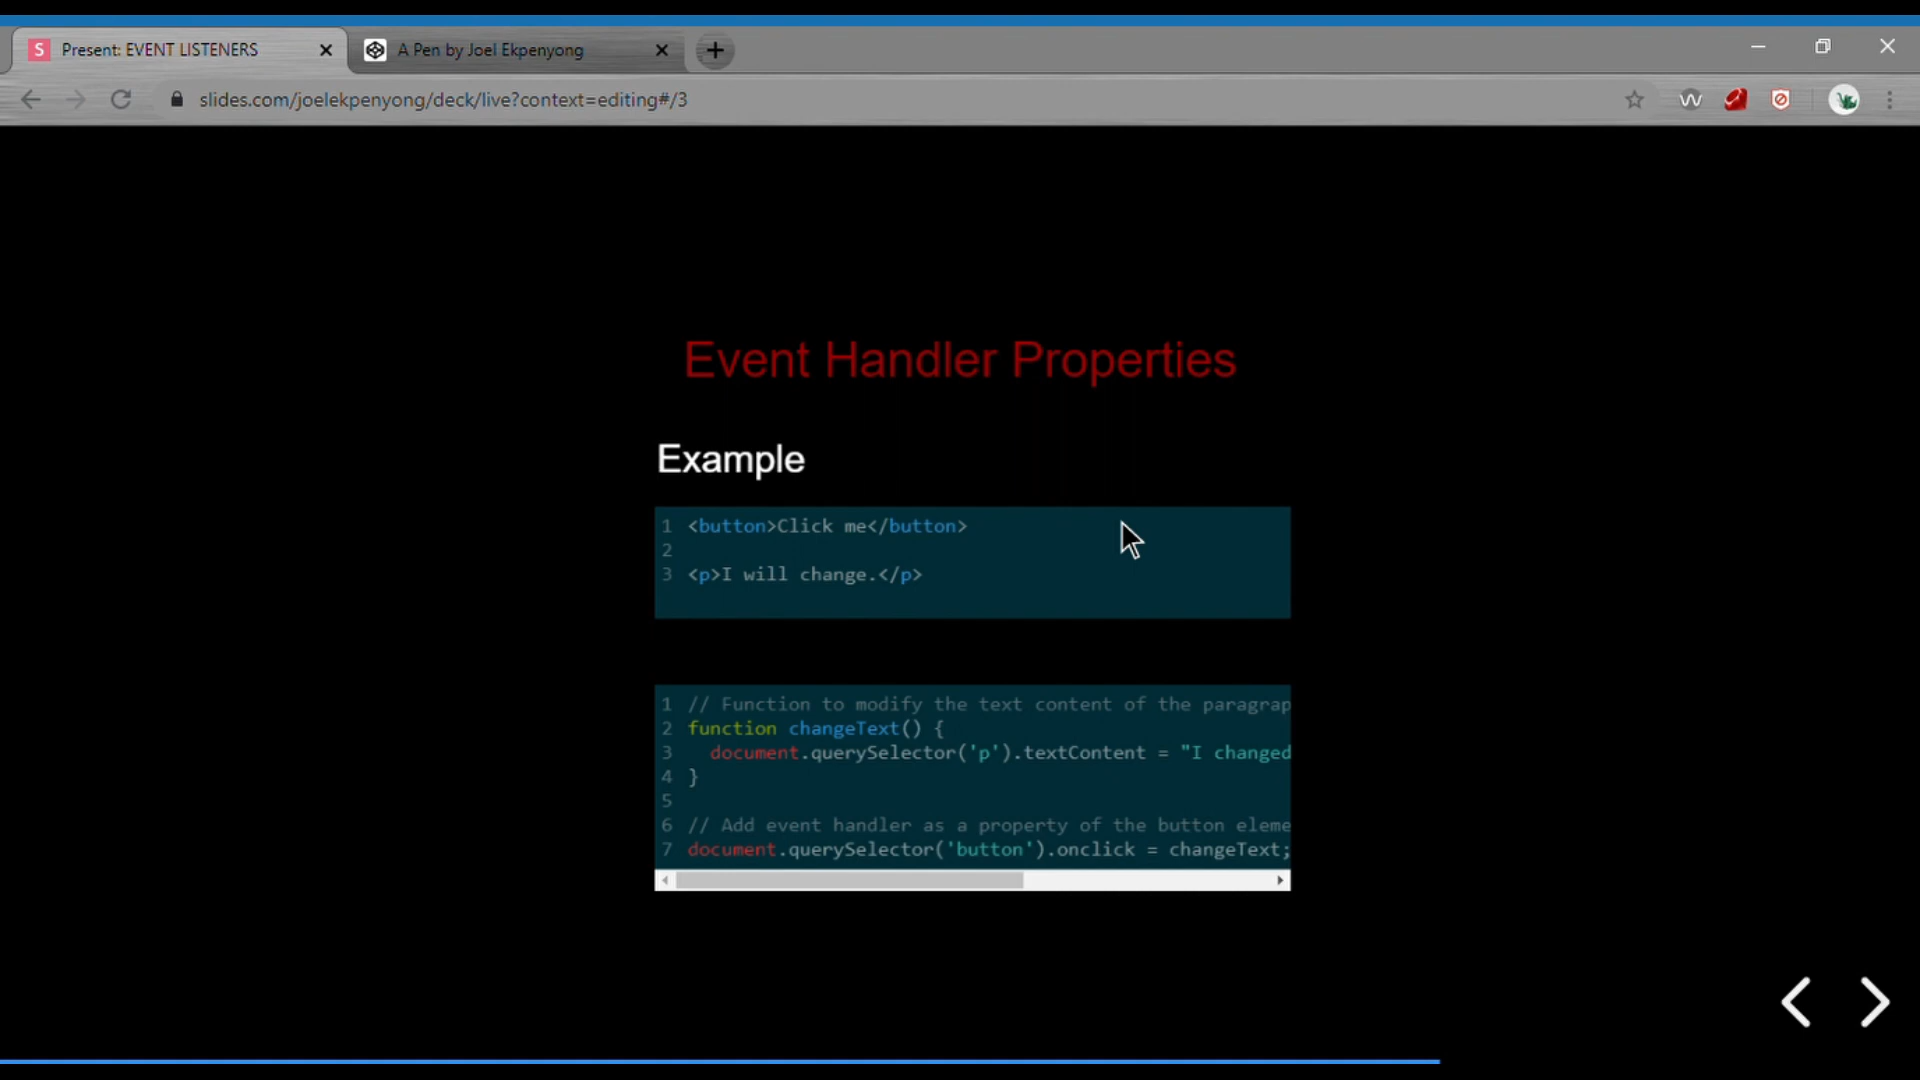 Present: EVENT LISTENERS
A Pen by Joel Ekpenyong
slides.com/joelekpenyong/deck/live?context=editing#/3
Event Handler Properties
Example
1 <button>Click me</button>
2
3 <p>I will change.</p>
1 // Function to modify the text content of the paragrap
2 function changeText() {
3 document.querySelector('p').textContent = "I changed
4 }
5
6 // Add event handler as a property of the button eleme
7 document.querySelector('button').onclick = changeText;